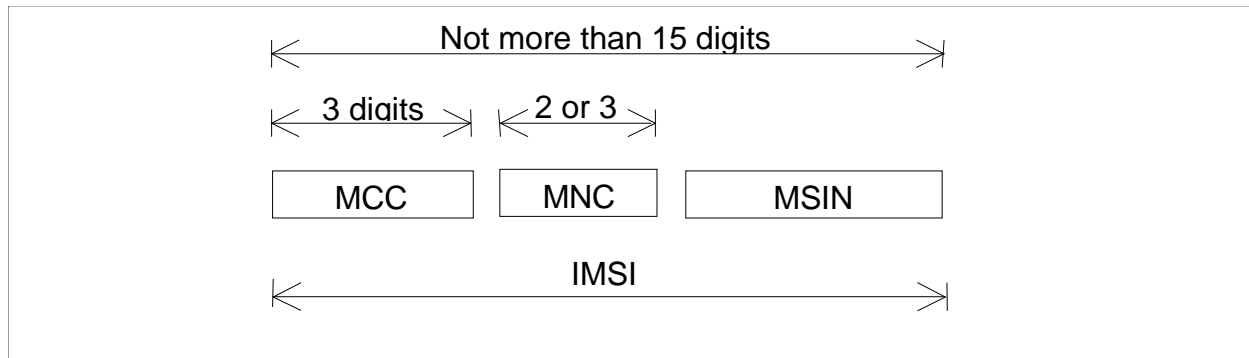 Not more than 15 digits
3 digits 2 or 3
MCC MNC MSIN
IMSI